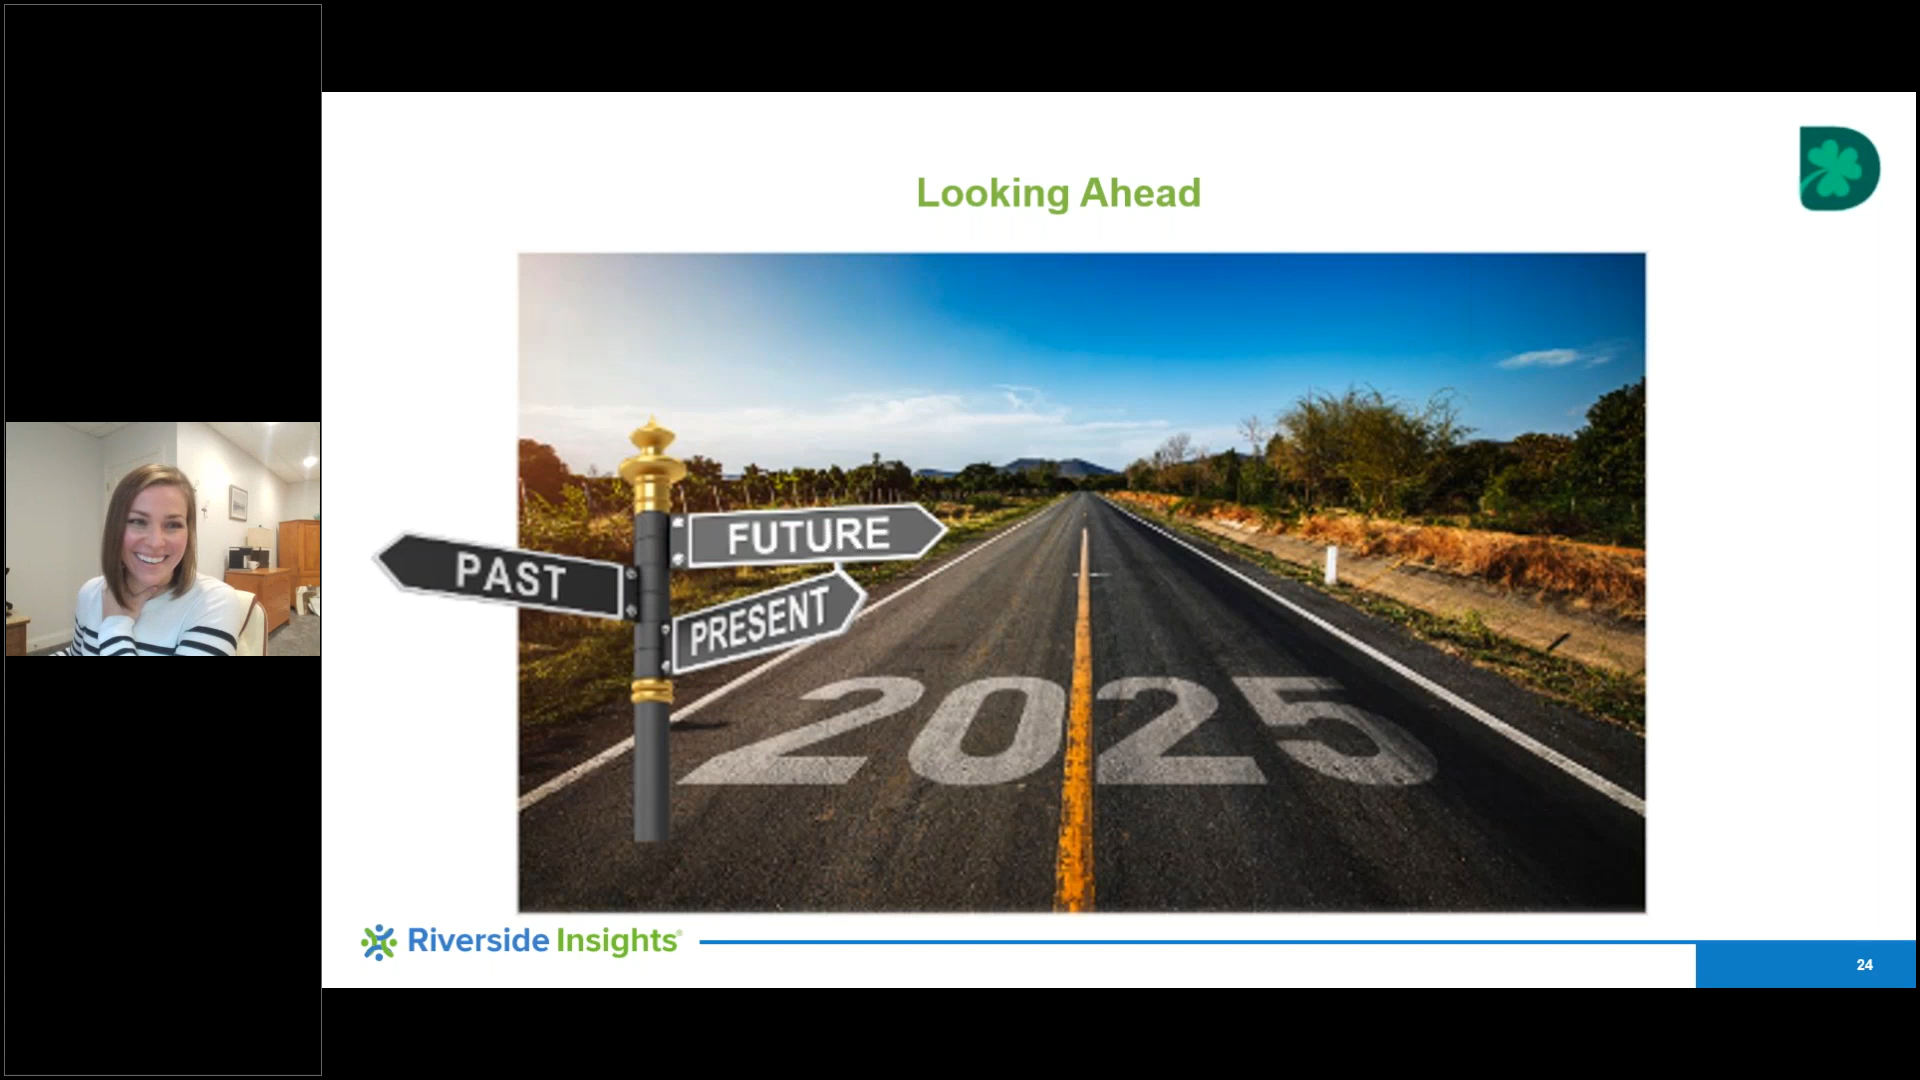 Looking Ahead
FUTURE
PAST
PRESENT
2025
Riverside Insights®
24